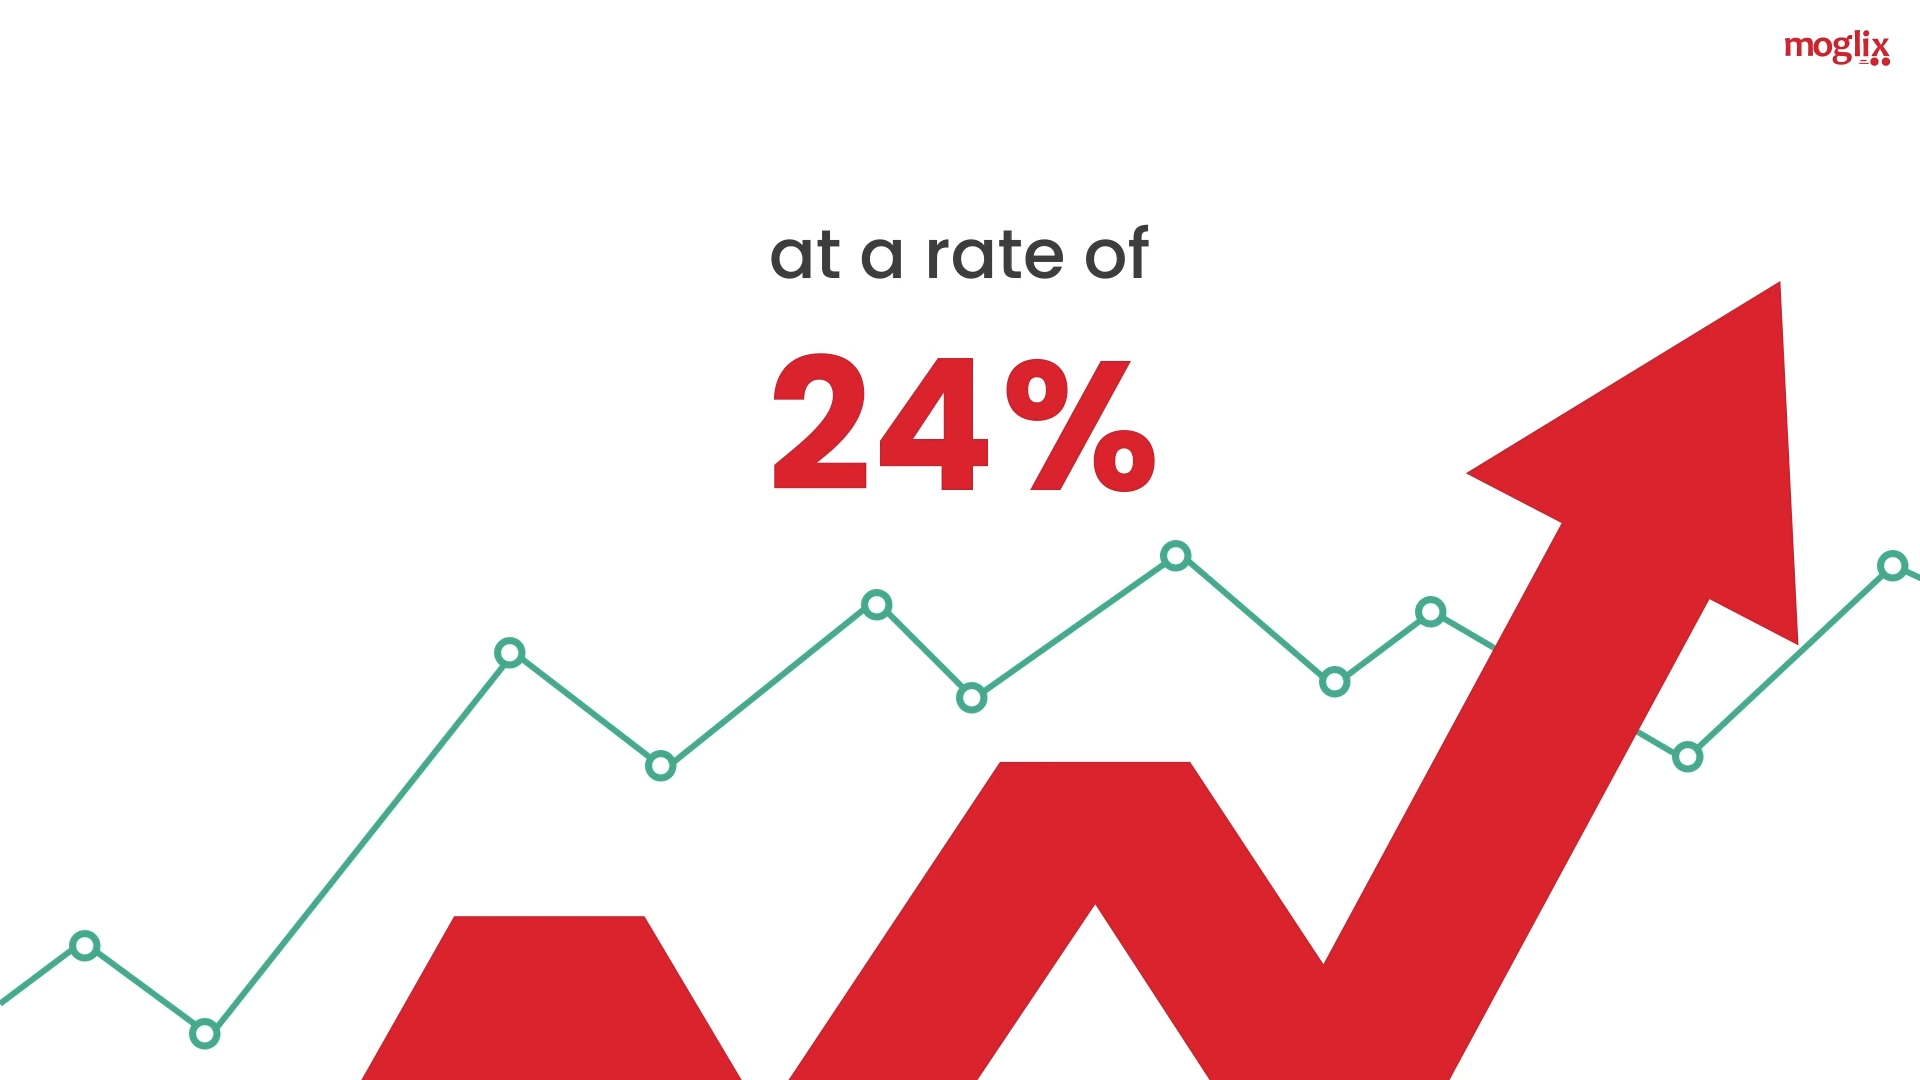 moglix
at a rate of
24%